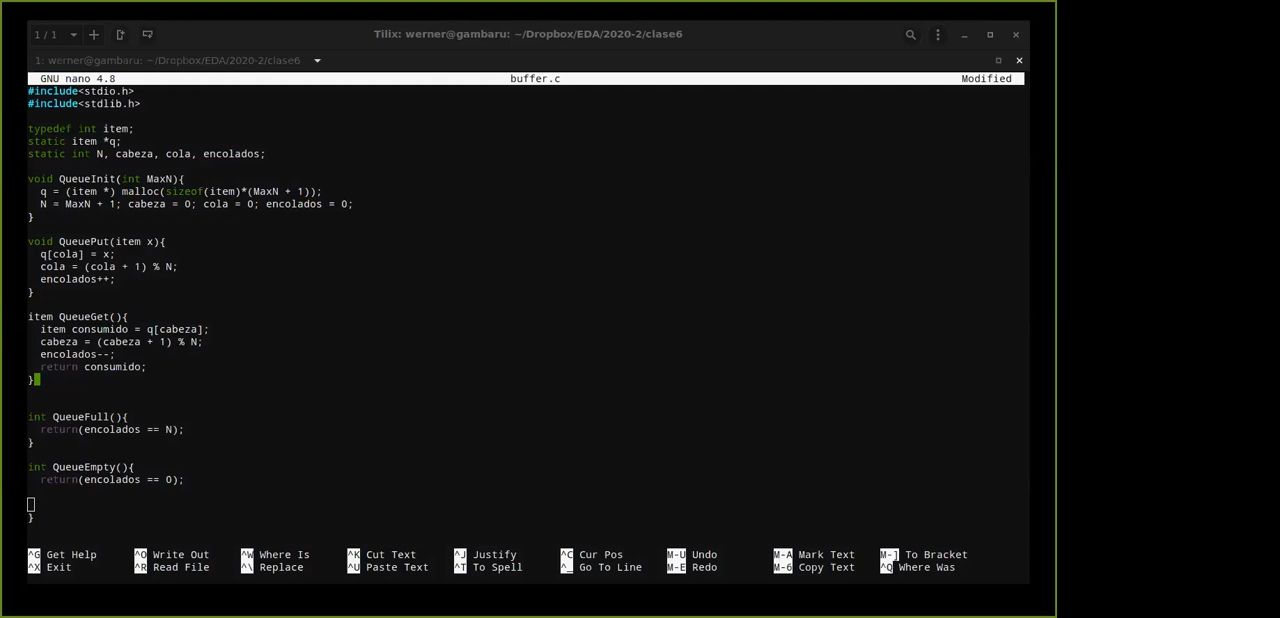 1 / 1
Tilix: werner@gambaru: ~/Dropbox/EDA/2020-2/clase6
1: werner@gambaru: ~/Dropbox/EDA/2020-2/clase6
GNU nano 4.8 buffer.c Modified
#include<stdio.h>
#include<stdlib.h>
typedef int item;
static item *q;
static int N, cabeza, cola, encolados;
void QueueInit(int MaxN){
q = (item *) malloc(sizeof(item)*(MaxN + 1));
N = MaxN + 1; cabeza = 0; cola = 0; encolados = 0;
}
void QueuePut(item x){
q[cola] = x;
cola = (cola + 1) % N;
encolados++;
}
item QueueGet(){
item consumido = q[cabeza];
cabeza = (cabeza + 1) % N;
encolados--;
return consumido;
}
int QueueFull(){
return(encolados == N);
}
int QueueEmpty(){
return(encolados == 0);
}
^G Get Help ^O Write Out ^W Where Is ^K Cut Text ^J Justify ^C Cur Pos M-U Undo M-A Mark Text M-] To Bracket
^X Exit ^R Read File ^\ Replace ^U Paste Text ^T To Spell ^_ Go To Line M-E Redo M-6 Copy Text ^Q Where Was